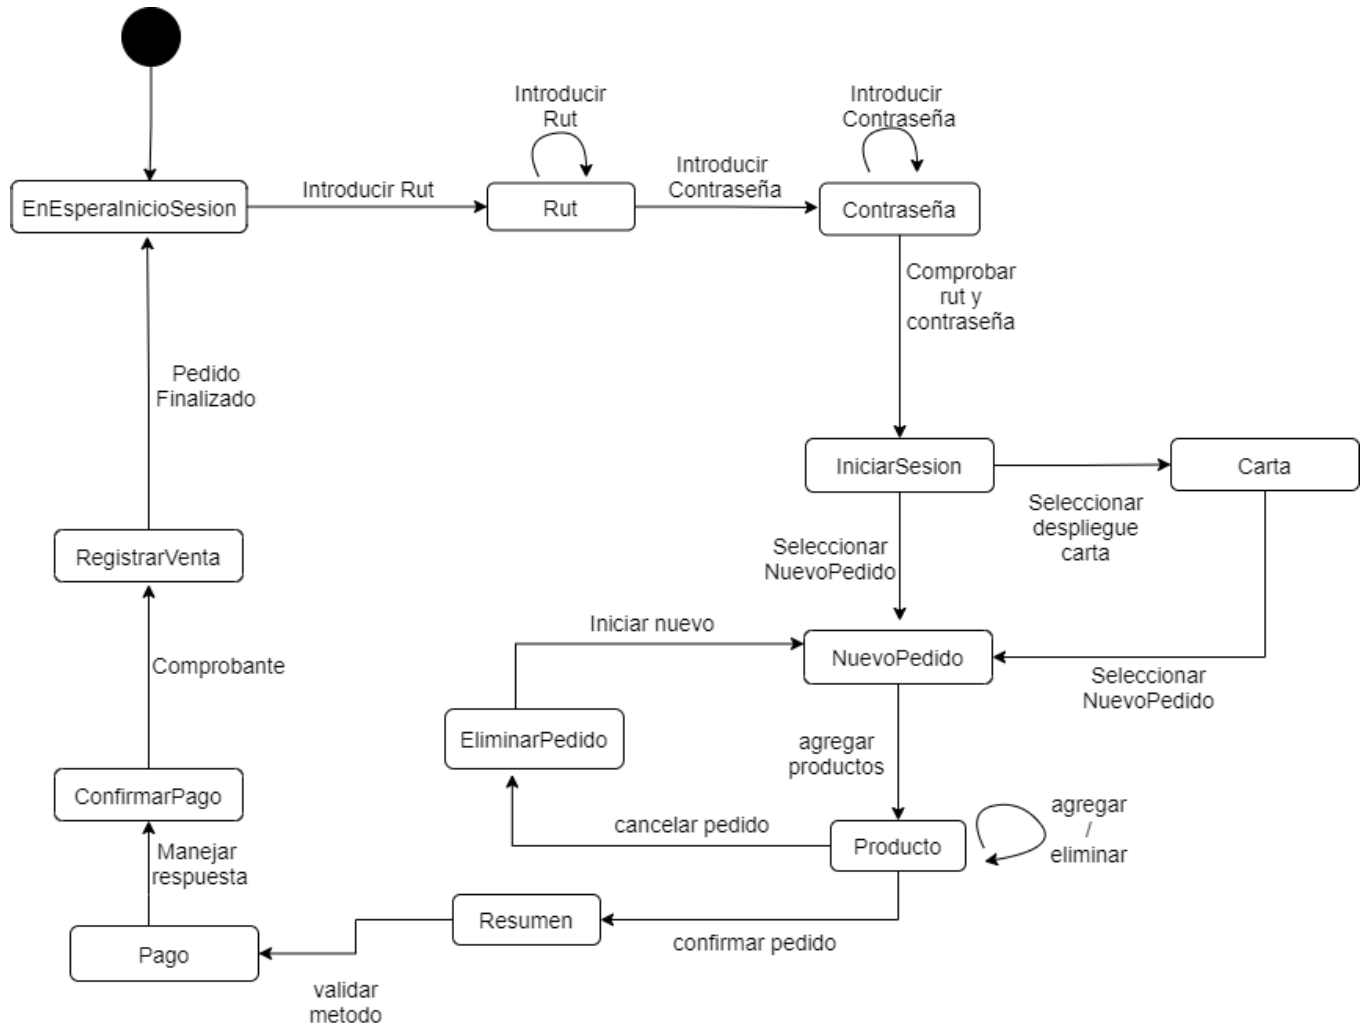 Introducir
Rut
Introducir
Contraseña
EnEsperaInicioSesion
Introducir Rut
Rut
Introducir
Contraseña
Contraseña
Comprobar
rut y
contraseña
Pedido
Finalizado
IniciarSesion
Carta
Seleccionar
despliegue
carta
RegistrarVenta
Seleccionar
NuevoPedido
Iniciar nuevo
NuevoPedido
Comprobante
Seleccionar
NuevoPedido
EliminarPedido
agregar
productos
ConfirmarPago
cancelar pedido
Producto
agregar
/
eliminar
Manejar
respuesta
Resumen
confirmar pedido
Pago
validar
metodo